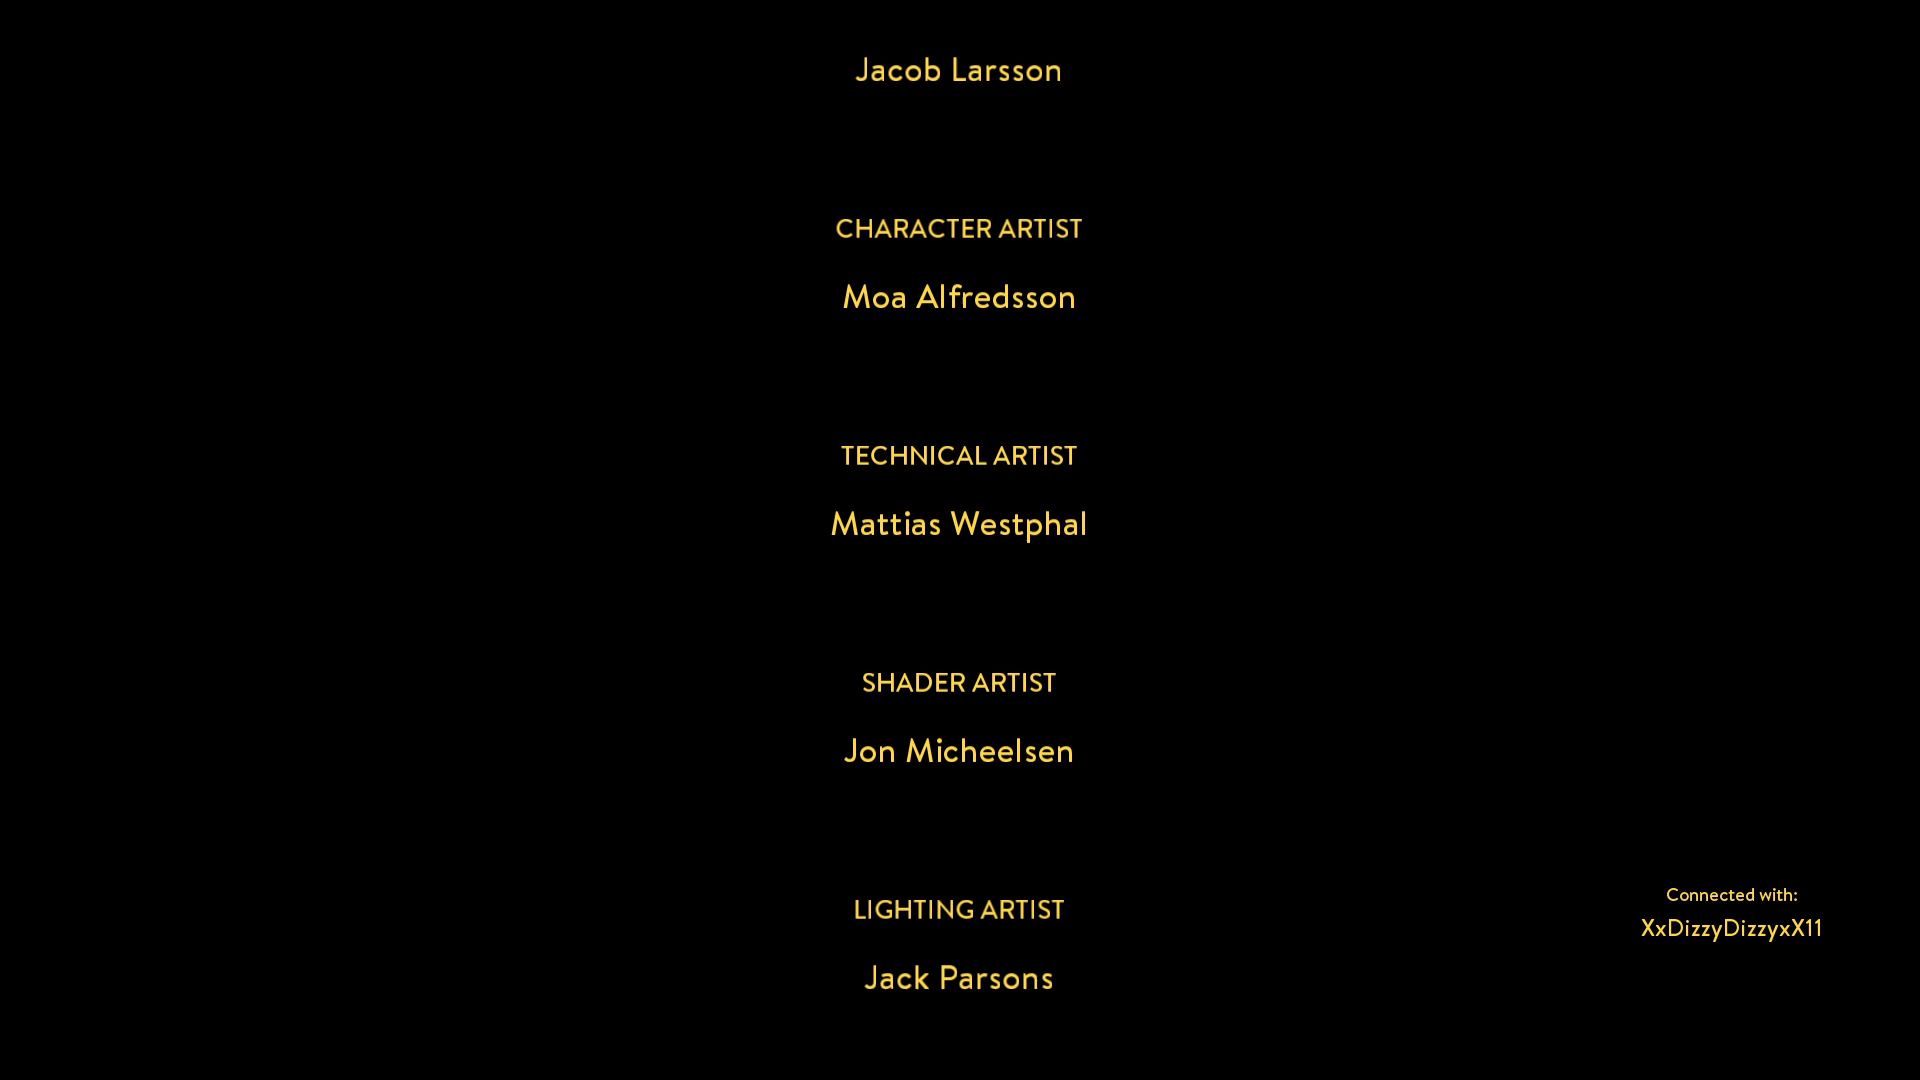 Jacob Larsson
CHARACTER ARTIST
Moa Alfredsson
TECHNICAL ARTIST
Mattias Westphal
SHADER ARTIST
Jon Micheelsen
LIGHTING ARTIST
Jack Parsons
Connected with:
XxDizzyDizzyxX11